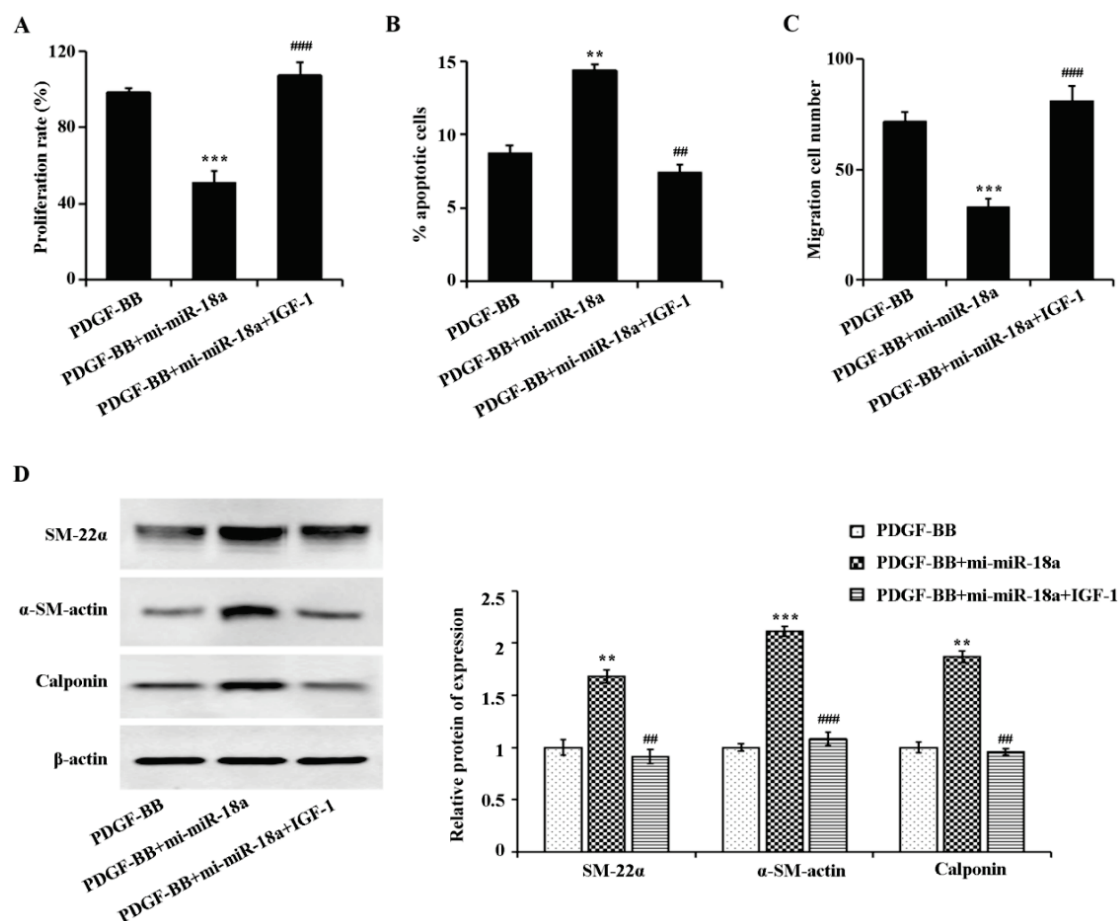 A
Proliferation rate (%)
120
80
40
0
***
###
PDGF-BB
PDGF-BB+mi-miR-18a
PDGF-BB+mi-miR-18a+IGF-1
B
% apoptotic cells
15
10
5
0
**
##
PDGF-BB
PDGF-BB+mi-miR-18a
PDGF-BB+mi-miR-18a+IGF-1
C
Migration cell number
100
50
0
***
###
PDGF-BB
PDGF-BB+mi-miR-18a
PDGF-BB+mi-miR-18a+IGF-1
D
SM-22α
α-SM-actin
Calponin
β-actin
PDGF-BB
PDGF-BB+mi-miR-18a
PDGF-BB+mi-miR-18a+IGF-1
PDGF-BB
PDGF-BB+mi-miR-18a
PDGF-BB+mi-miR-18a+IGF-1
Relative protein of expression
2.5
2
1.5
1
0.5
0
**
##
***
###
**
##
SM-22α
α-SM-actin
Calponin